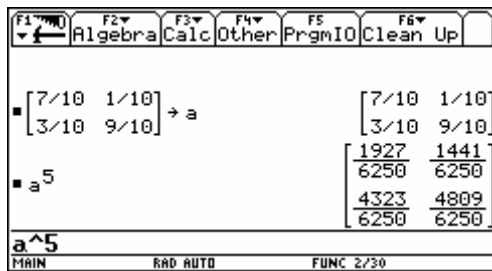 F1 F2 Algebra F3 Calc F4 Other F5 PrgmIO F6 Clean Up
[7/10 1/10] → a [7/10 1/10]
[3/10 9/10] [3/10 9/10]
a^5 [1927/6250 1441/6250]
[4323/6250 4809/6250]
a^5
MAIN RAD AUTO FUNC 2/30